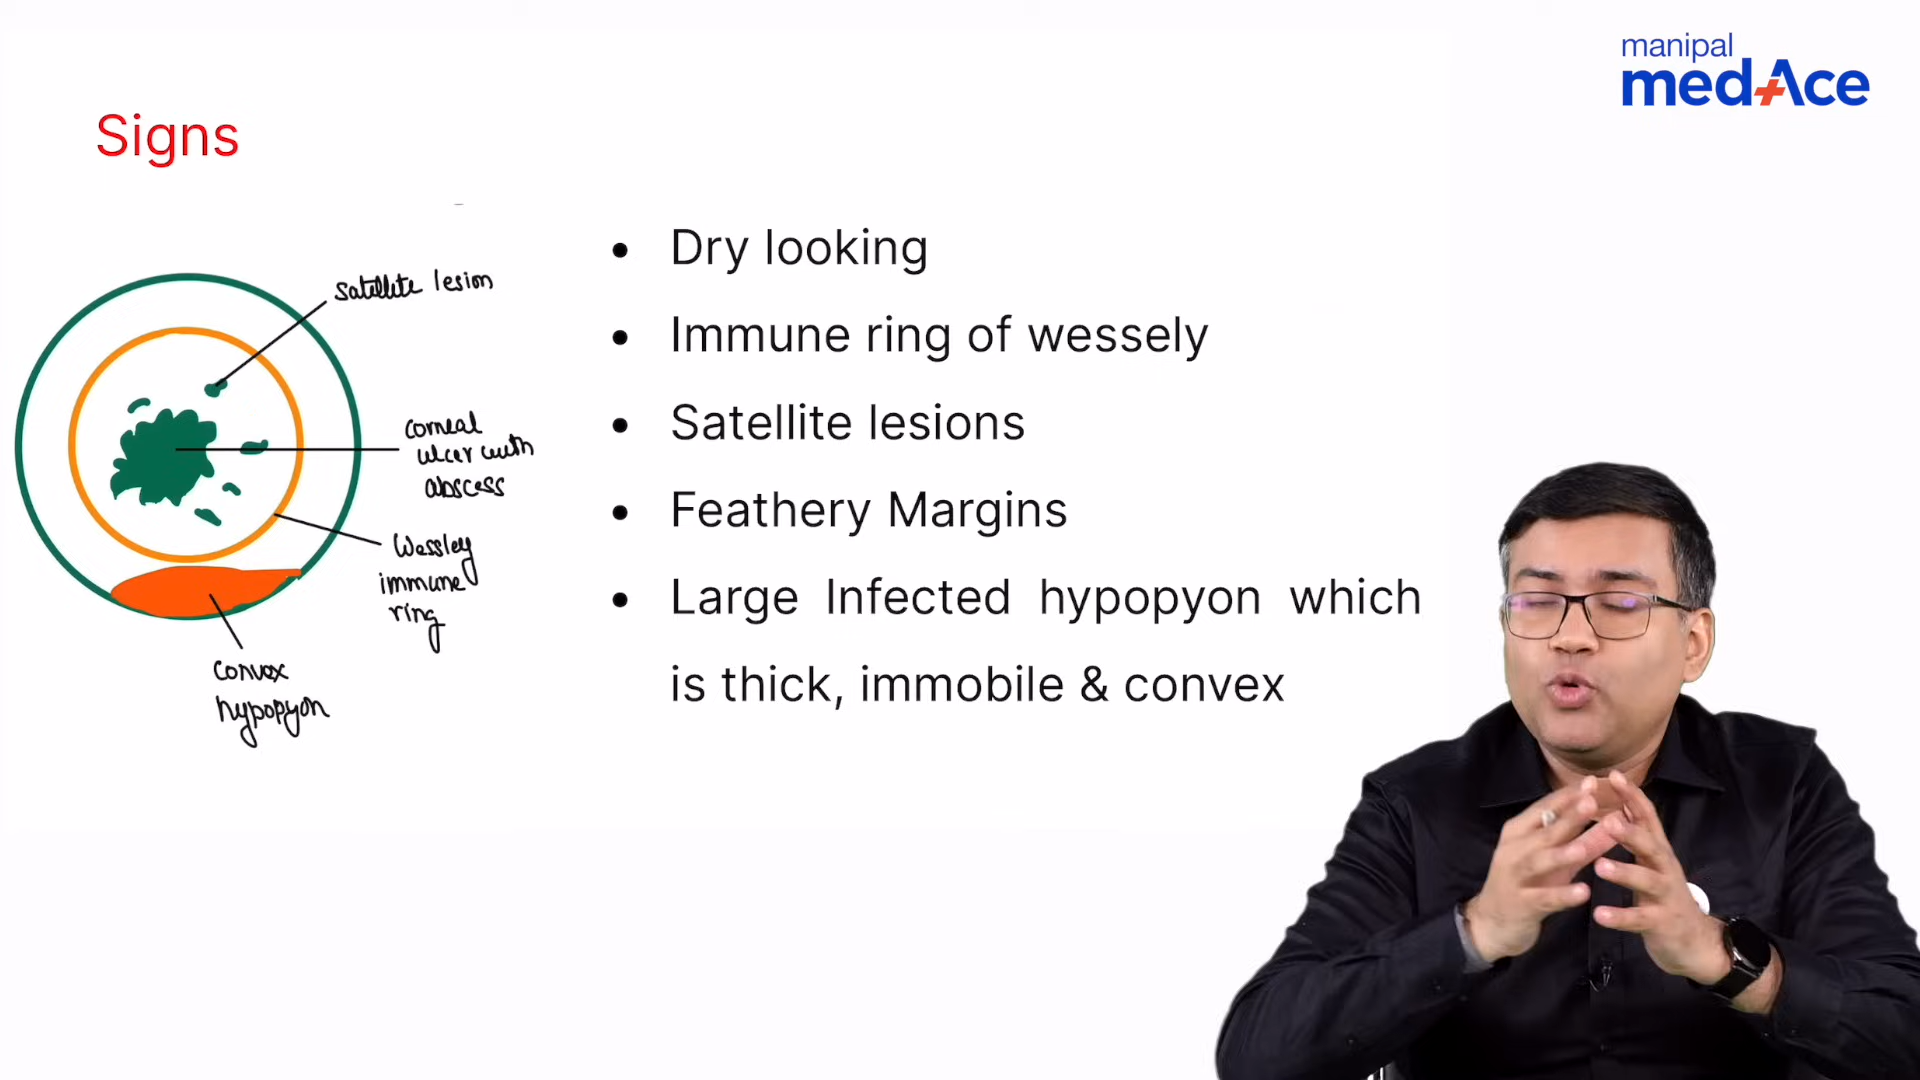 manipal
medAce
Signs
satellite lesion
corneal
ulcer with
abscess
Wessley
immune
ring
convex
hypopyon
• Dry looking
• Immune ring of wessely
• Satellite lesions
• Feathery Margins
• Large Infected hypopyon which
is thick, immobile & convex